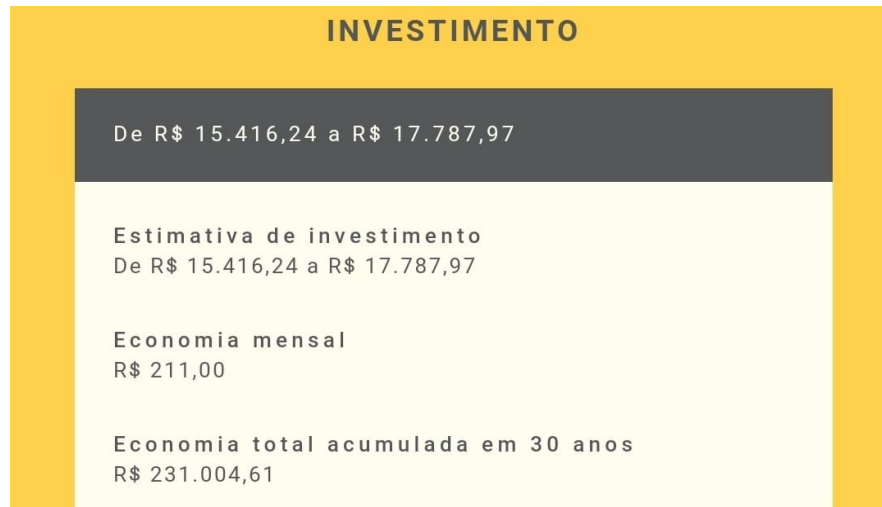 INVESTIMENTO
De R$ 15.416,24 a R$ 17.787,97
Estimativa de investimento
De R$ 15.416,24 a R$ 17.787,97
Economia mensal
R$ 211,00
Economia total acumulada em 30 anos
R$ 231.004,61